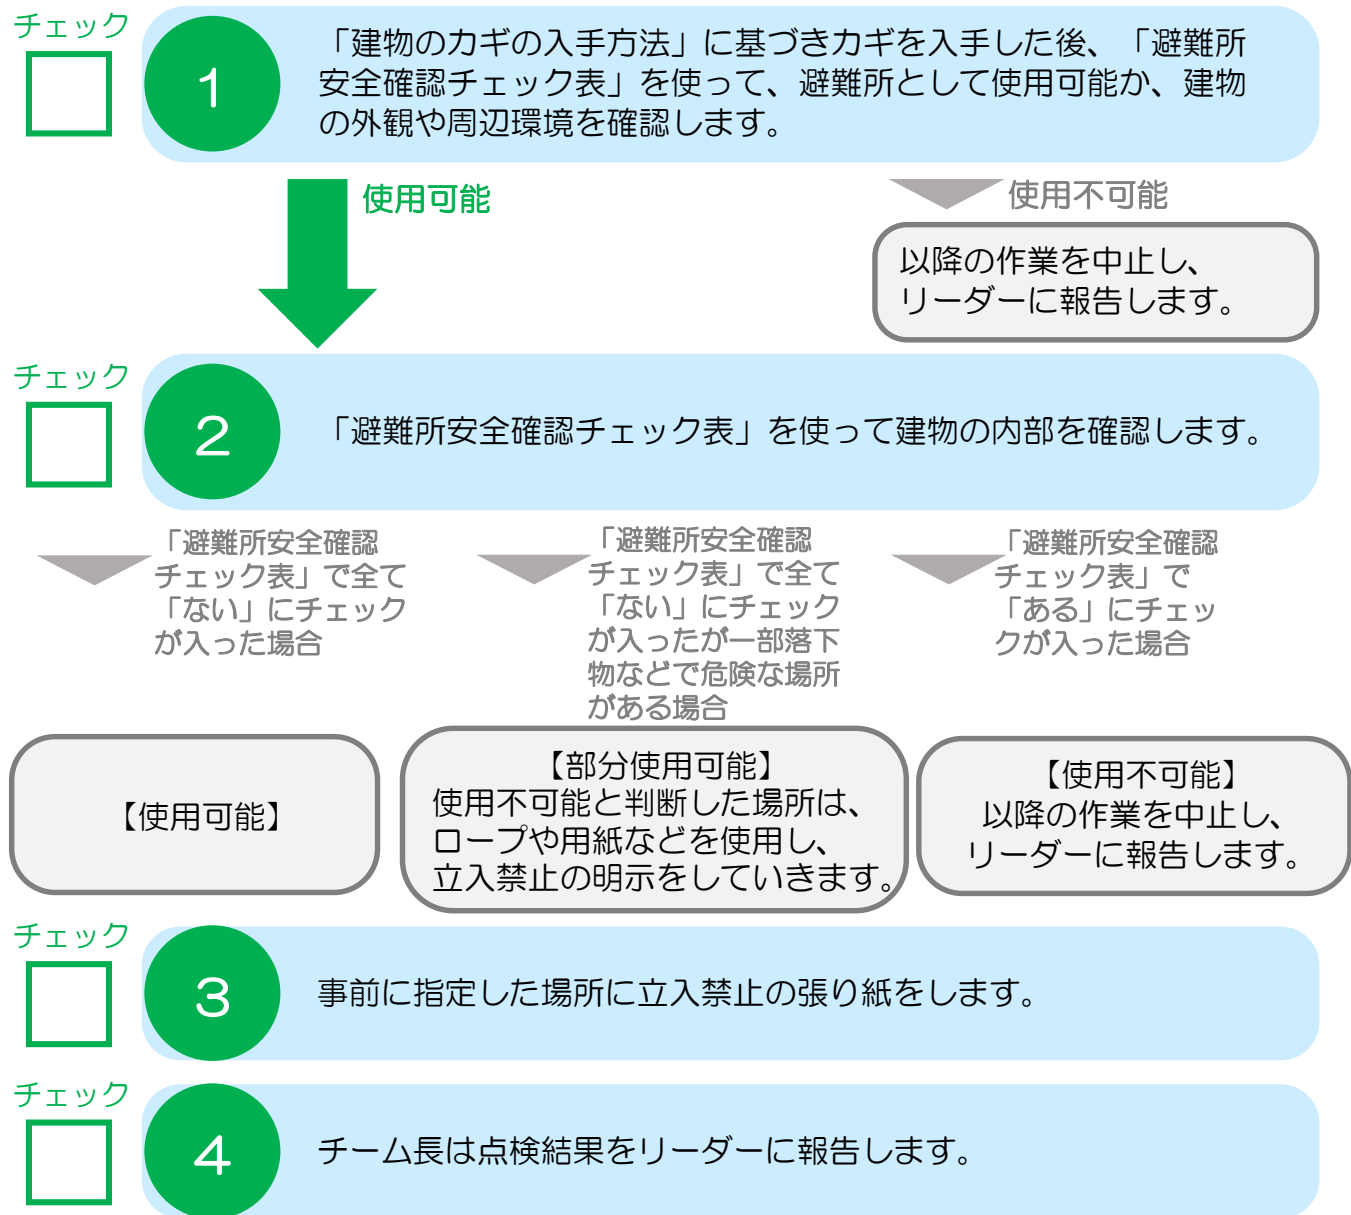 チェック
1
「建物のカギの入手方法」に基づきカギを入手した後、「避難所
安全確認チェック表」を使って、避難所として使用可能か、建物
の外観や周辺環境を確認します。
使用可能
使用不可能
以降の作業を中止し、
リーダーに報告します。
チェック
2
「避難所安全確認チェック表」を使って建物の内部を確認します。
「避難所安全確認
チェック表」で全て
「ない」にチェック
が入った場合
「避難所安全確認
チェック表」で全て
「ない」にチェック
が入ったが一部落下
物などで危険な場所
がある場合
「避難所安全確認
チェック表」で
「ある」にチェッ
クが入った場合
【使用可能】
【部分使用可能】
使用不可能と判断した場所は、
ロープや用紙などを使用し、
立入禁止の明示をしていきます。
【使用不可能】
以降の作業を中止し、
リーダーに報告します。
チェック
3
事前に指定した場所に立入禁止の張り紙をします。
チェック
4
チーム長は点検結果をリーダーに報告します。